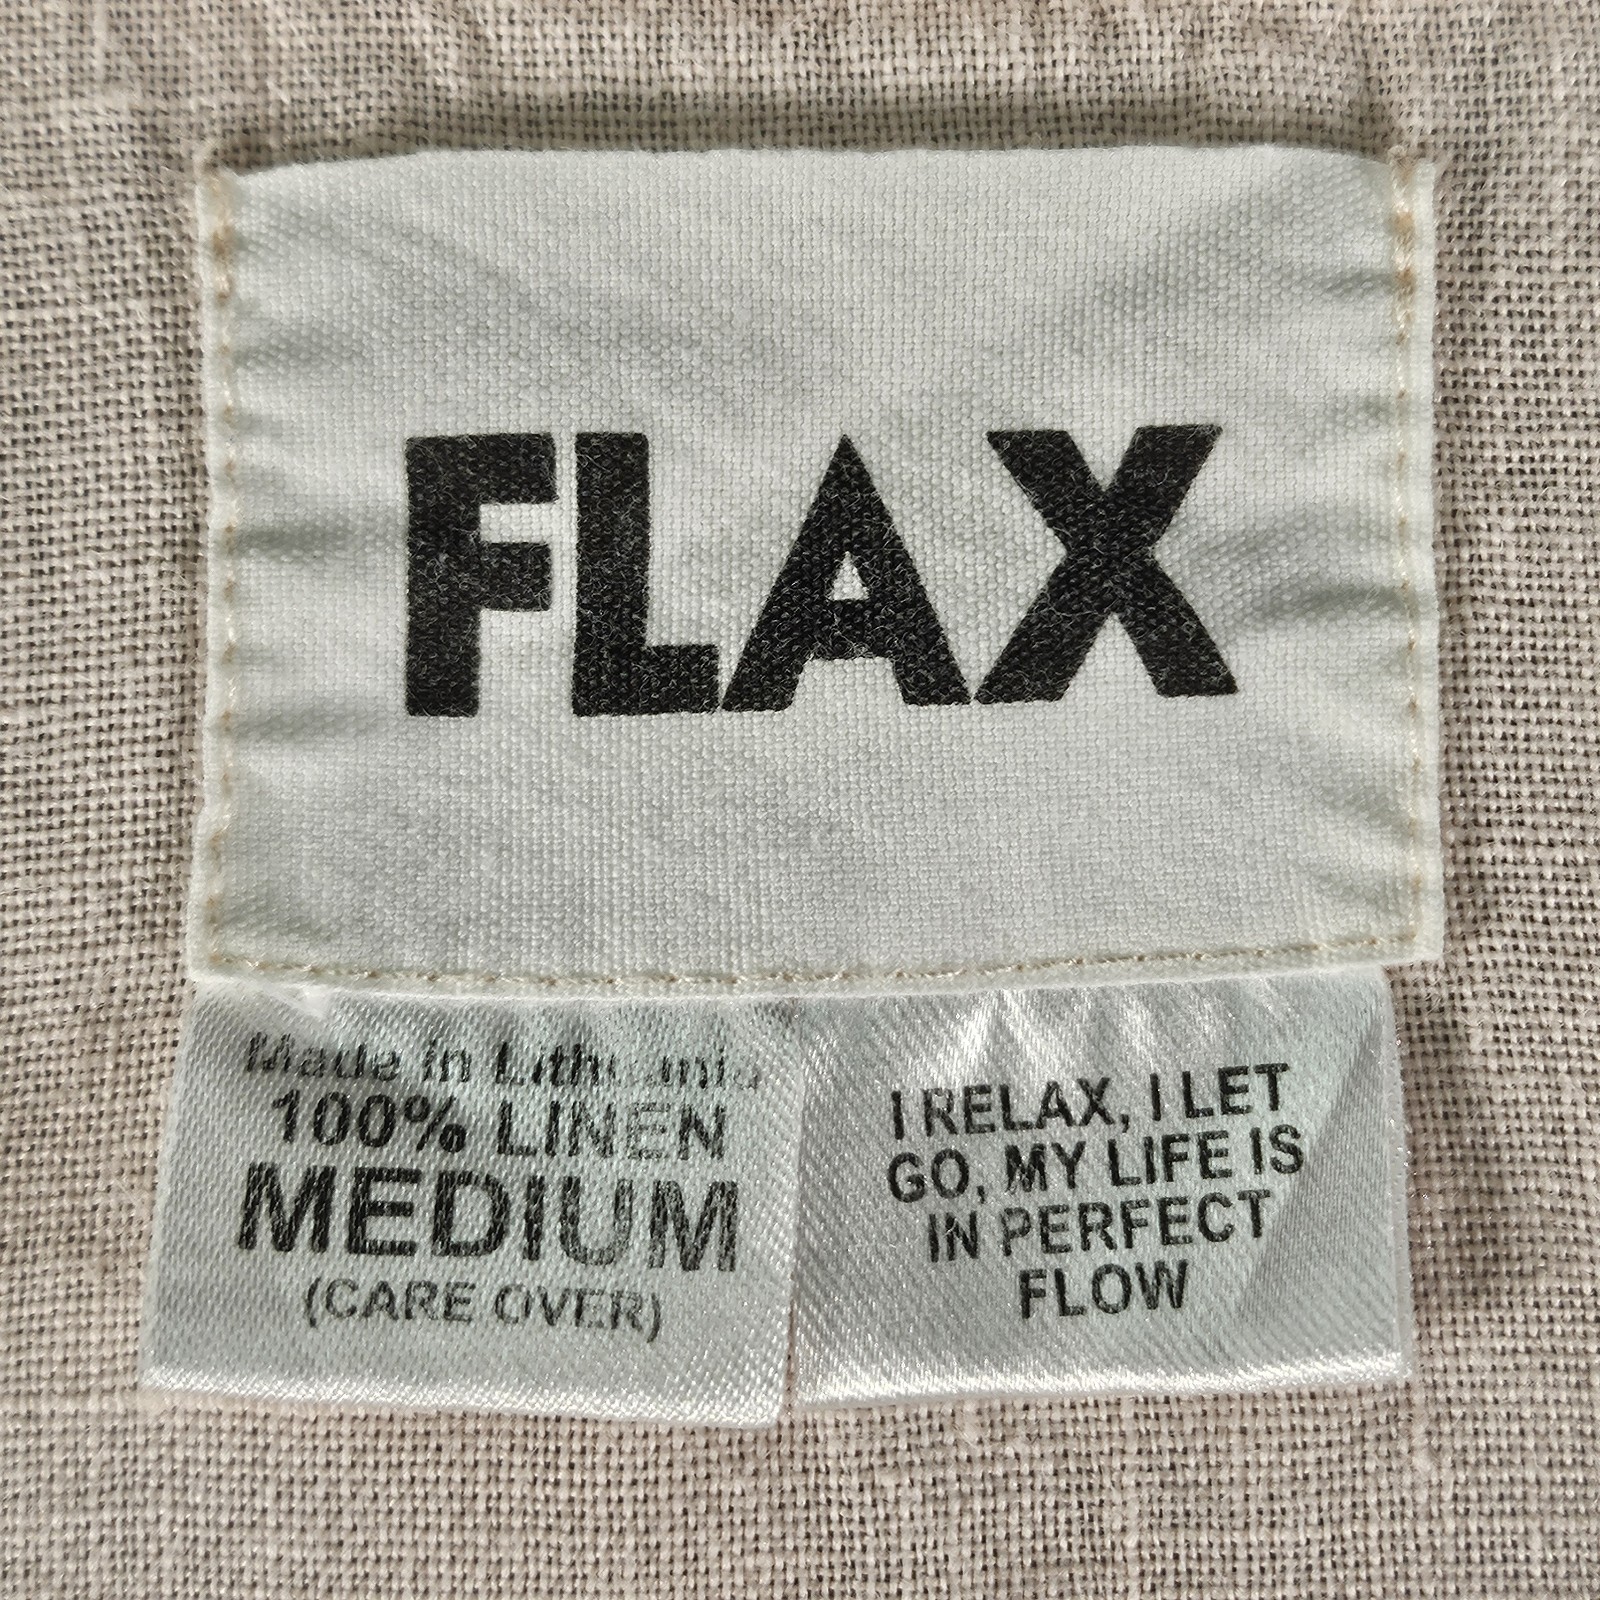 FLAX
Made in Lithuania
100% LINEN
MEDIUM
(CARE OVER)
I RELAX, I LET
GO, MY LIFE IS
IN PERFECT
FLOW